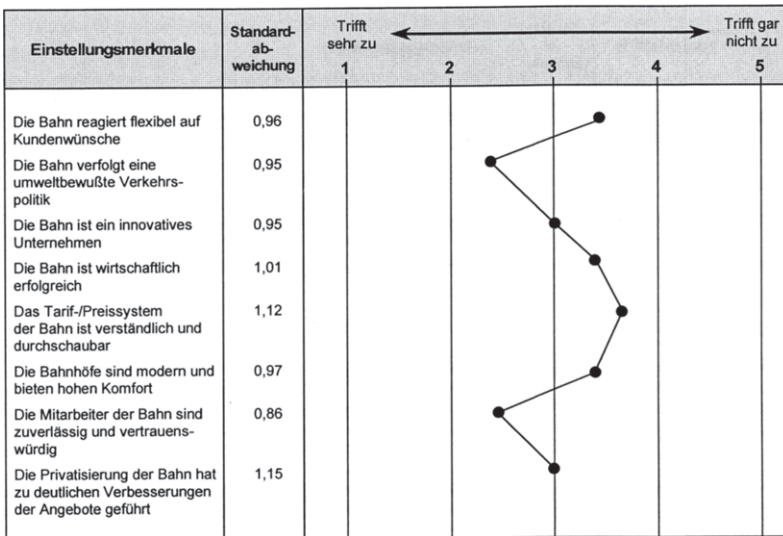 Einstellungsmerkmale
Standard-
ab-
weichung
Trifft
sehr zu
Trifft gar
nicht zu
1 2 3 4 5
Die Bahn reagiert flexibel auf
Kundenwünsche
0,96
Die Bahn verfolgt eine
umweltbewußte Verkehrs-
politik
0,95
Die Bahn ist ein innovatives
Unternehmen
0,95
Die Bahn ist wirtschaftlich
erfolgreich
1,01
Das Tarif-/Preissystem
der Bahn ist verständlich und
durchschaubar
1,12
Die Bahnhöfe sind modern und
bieten hohen Komfort
0,97
Die Mitarbeiter der Bahn sind
zuverlässig und vertrauens-
würdig
0,86
Die Privatisierung der Bahn hat
zu deutlichen Verbesserungen
der Angebote geführt
1,15